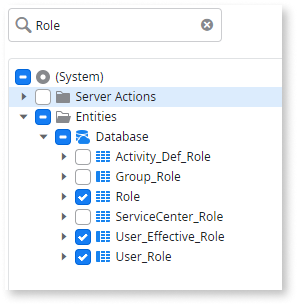 Role
(System)
Server Actions
Entities
Database
Activity_Def_Role
Group_Role
Role
ServiceCenter_Role
User_Effective_Role
User_Role